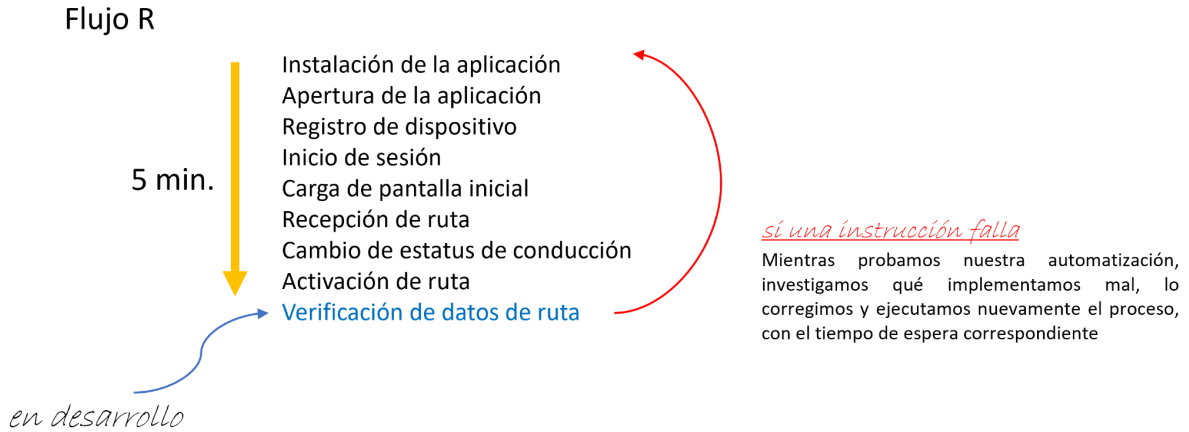 Flujo R
Instalación de la aplicación
Apertura de la aplicación
Registro de dispositivo
Inicio de sesión
5 min.
Carga de pantalla inicial
Recepción de ruta
Cambio de estatus de conducción
Activación de ruta
Verificación de datos de ruta
si una instrucción falla
Mientras probamos nuestra automatización,
investigamos qué implementamos mal, lo
corregimos y ejecutamos nuevamente el proceso,
con el tiempo de espera correspondiente
en desarrollo